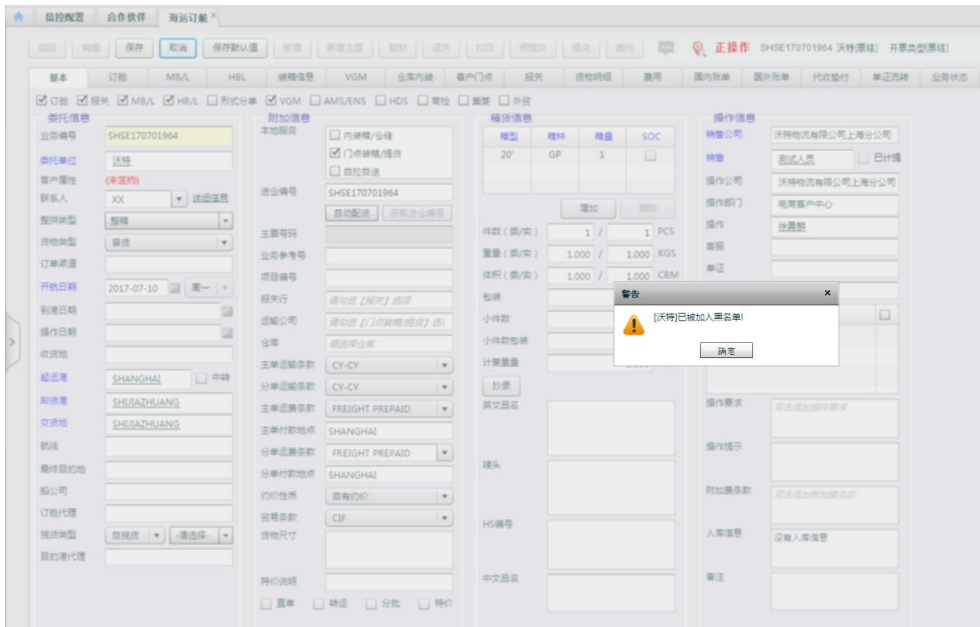 信控配置 合作伙伴 海运订舱 ×
返回 编辑 保存 取消 保存默认值 新增 新增主票 复制 退关 打印 预提交 提交 委托 正操作 SHSE170701964 沃特[票结] 开票类型[票结]
基本 订舱 MB/L HBL 装箱信息 VGM 仓库内装 客户门点 报关 货物明细 费用 国内账单 国外账单 代收垫付 单证流转 业务状态
订舱 报关 MB/L HB/L 形式分单 VGM AMS/ENS HDS 商检 熏蒸 外贸
委托信息
业务编号 SHSE170701964
委托单位 沃特
客户属性 (未签约)
联系人 XX 详细信息
整拼类型 整箱
货物类型 普货
订单渠道
开航日期 2017-07-10 周一
到港日期
操作日期
收货地
起运港 SHANGHAI 中转
卸货港 SHIJIAZHUANG
交货地 SHIJIAZHUANG
航线
最终目的地
船公司
订舱代理
揽货类型 自揽货 -请选择-
目的港代理
附加信息
本地服务 内装箱/仓储
门点装箱/提货
自拉自送
进仓编号 SHSE170701964
自动配货 获取进仓编号
主票号码
业务参考号
项目编号
报关行 请勾选【报关】选项
运输公司 请勾选【门点装箱/提货】选
仓库 请选择仓库
主单运输条款 CY-CY
分单运输条款 CY-CY
主单运费条款 FREIGHT PREPAID
主单付款地点 SHANGHAI
分单运费条款 FREIGHT PREPAID
分单付款地点 SHANGHAI
约价性质 自有约价
贸易条款 CIF
货物尺寸
特价说明
直单 转运 分批 特价
箱货信息
箱型 箱种 箱量 SOC
20' GP 1
增加 删除
件数(委/实) 1 / 1 PCS
重量(委/实) 1.000 / 1.000 KGS
体积(委/实) 1.000 / 1.000 CBM
包装
小件数
小件数包装
计费重量
抄录
英文品名
唛头
HS编号
中文品名
操作信息
销售公司 沃特物流有限公司上海分公司
销售 测试人员 已计提
操作公司 沃特物流有限公司上海分公司
操作部门 电商客户中心
操作
客服
单证
操作要求 双击添加操作要求
操作提示
附加费条款 双击添加附加费条款
入库信息 没有入库信息
备注
警告 ×
[沃特]已被加入黑名单!
确定